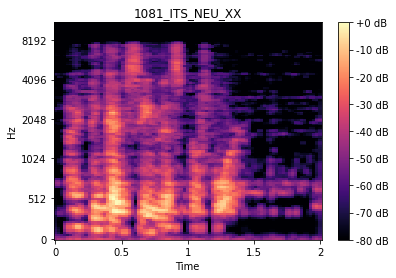 1081_ITS_NEU_XX
8192
4096
2048
1024
512
0
Hz
0
0.5
1
1.5
2
Time
+0 dB
-10 dB
-20 dB
-30 dB
-40 dB
-50 dB
-60 dB
-70 dB
-80 dB